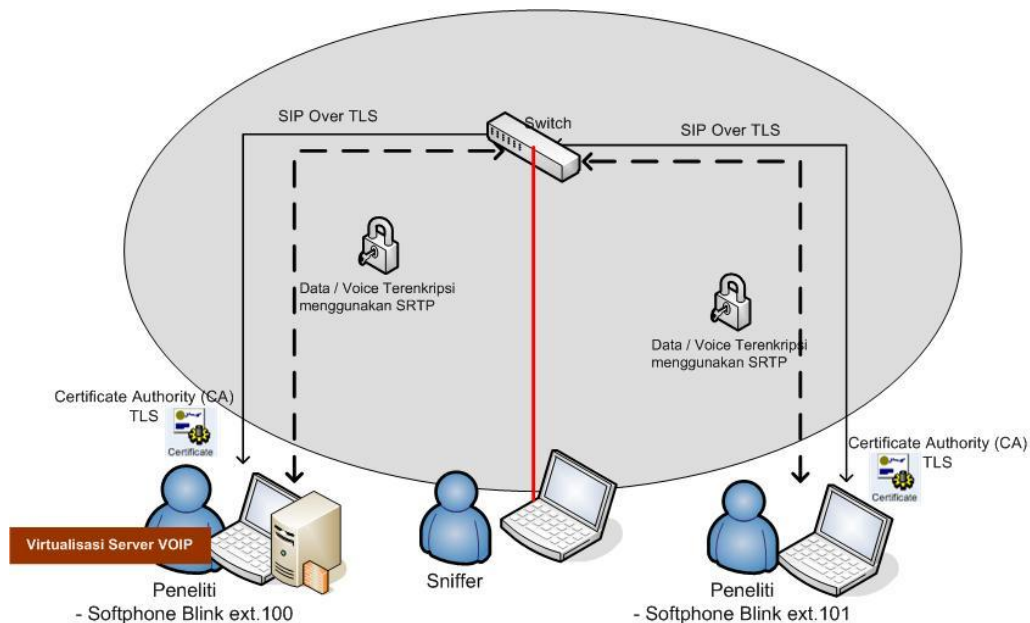 SIP Over TLS
Switch
SIP Over TLS
Data / Voice Terenkripsi
menggunakan SRTP
Data / Voice Terenkripsi
menggunakan SRTP
Certificate Authority (CA)
TLS
Certificate
Certificate Authority (CA)
TLS
Certificate
Virtualisasi Server VOIP
Peneliti
- Softphone Blink ext.100
Sniffer
Peneliti
- Softphone Blink ext.101